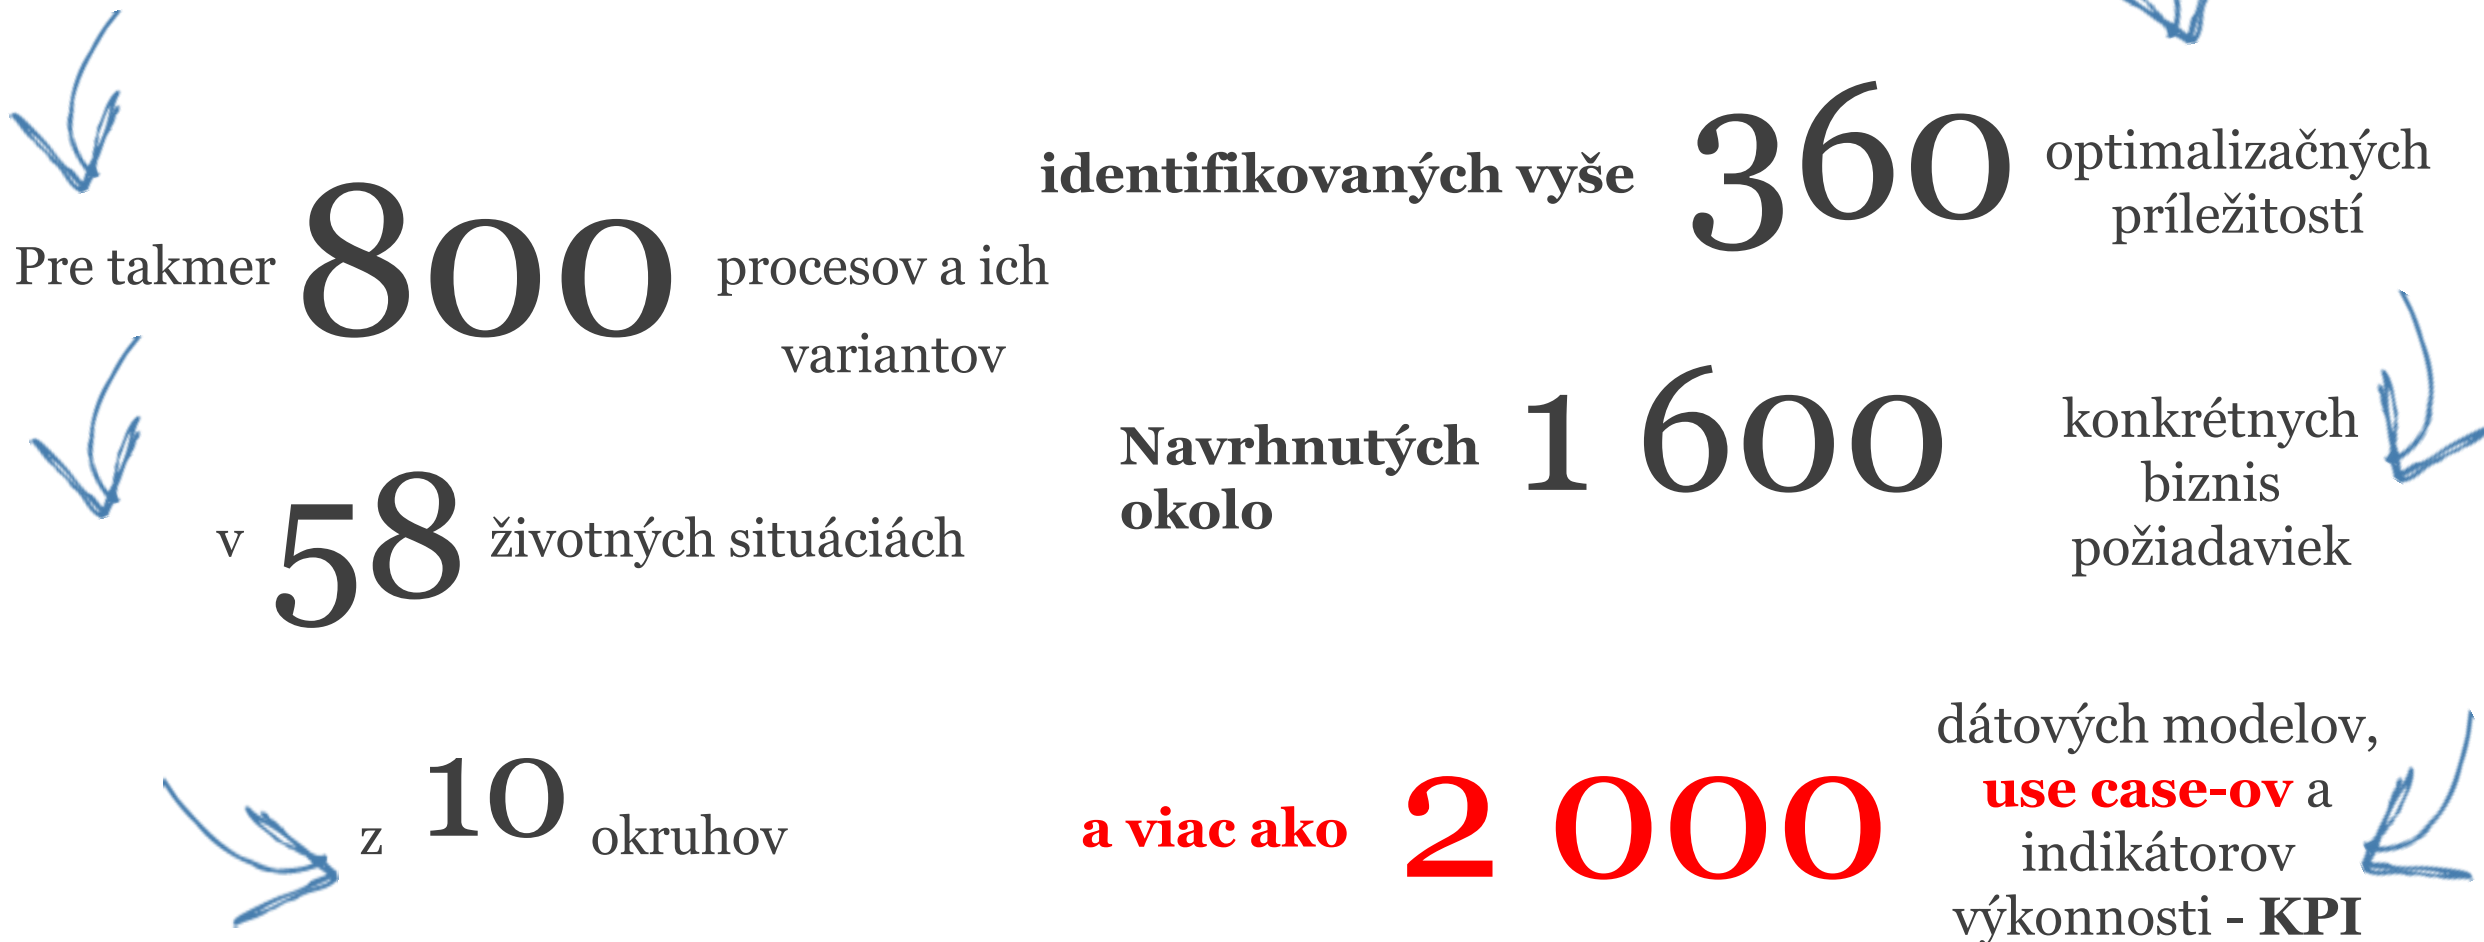 Pre takmer 800 procesov a ich
variantov
v 58 životných situáciách
z 10 okruhov
identifikovaných vyše 360 optimalizačných
príležitostí
Navrhnutých
okolo
1 600
konkrétnych
biznis
požiadaviek
a viac ako 2 000
dátových modelov,
use case-ov a
indikátorov
výkonnosti - KPI